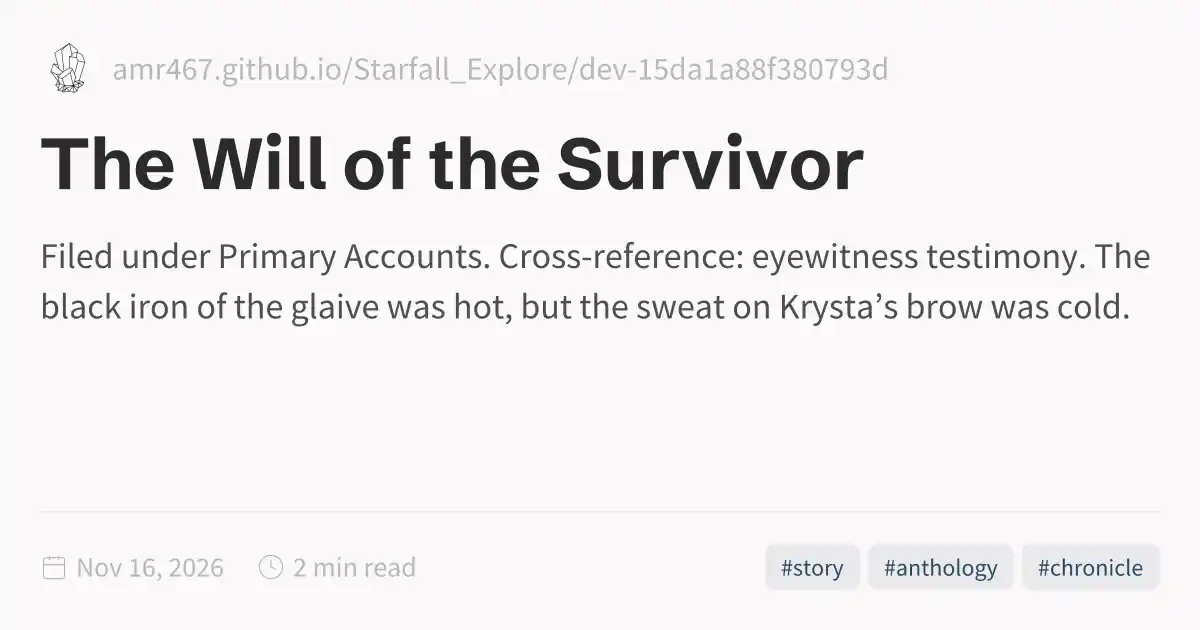 amr467.github.io/Starfall_Explore/dev-15da1a88f380793d
The Will of the Survivor
Filed under Primary Accounts. Cross-reference: eyewitness testimony. The
black iron of the glaive was hot, but the sweat on Krysta’s brow was cold.
Nov 16, 2026 2 min read #story #anthology #chronicle